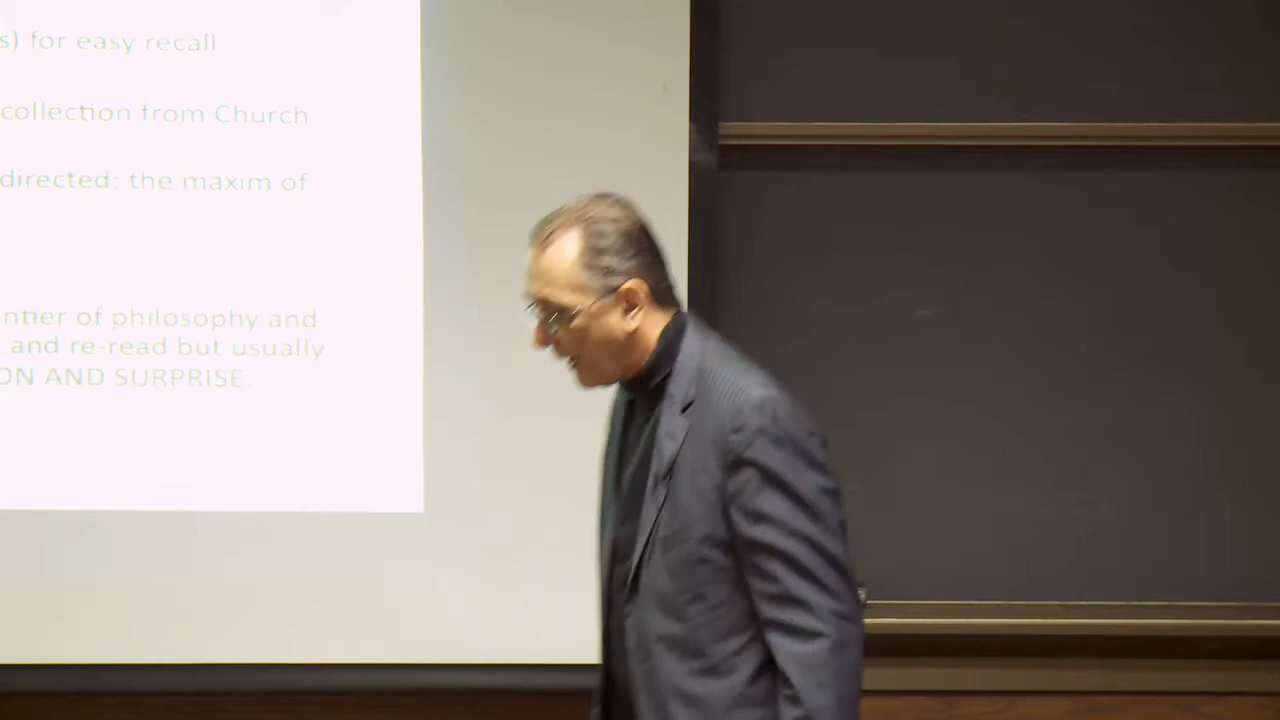 s) for easy recall
collection from Church
directed: the maxim of
ntier of philosophy and
and re-read but usually
ON AND SURPRISE.